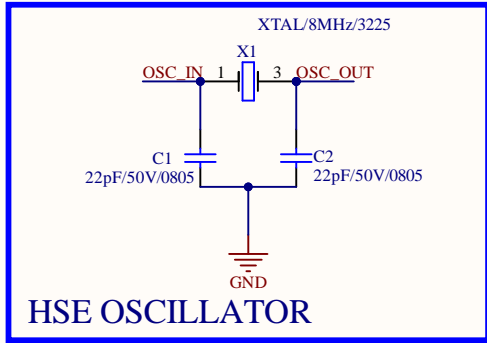 XTAL/8MHz/3225
X1
OSC_IN 1 3 OSC_OUT
C1 C2
22pF/50V/0805 22pF/50V/0805
GND
HSE OSCILLATOR